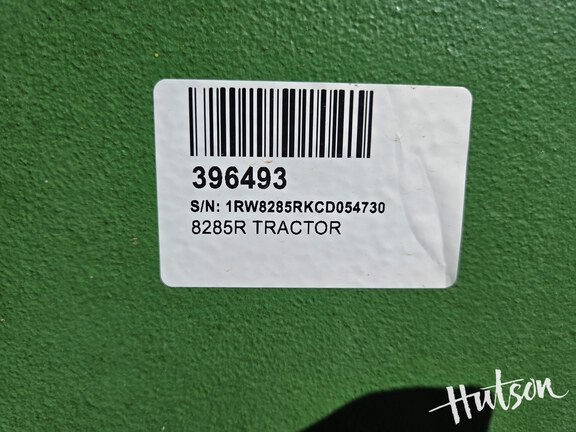 396493
S/N: 1RW8285RKCD054730
8285R TRACTOR
Hutson